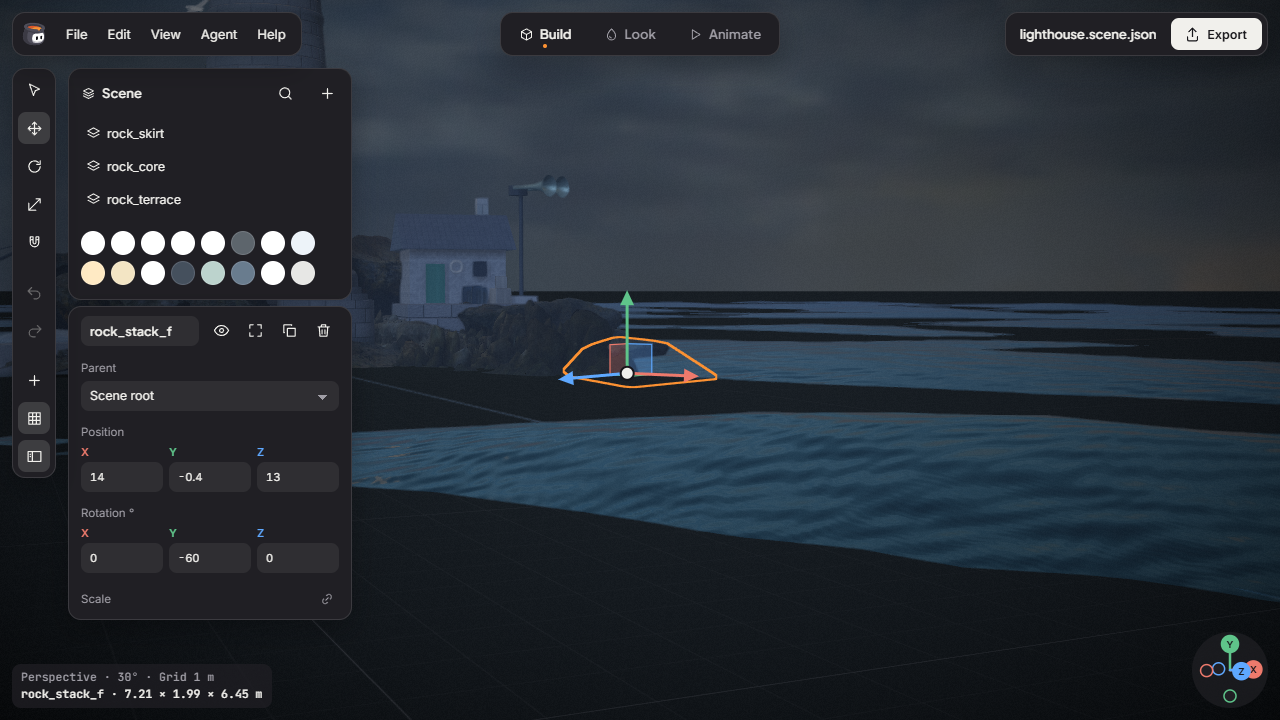 File Edit View Agent Help
Build Look Animate
lighthouse.scene.json Export
Scene
rock_skirt
rock_core
rock_terrace
rock_stack_f
Parent
Scene root
Position
X Y Z
14 -0.4 13
Rotation °
X Y Z
0 -60 0
Scale
Perspective · 30° · Grid 1 m
rock_stack_f · 7.21 × 1.99 × 6.45 m
Y
Z X